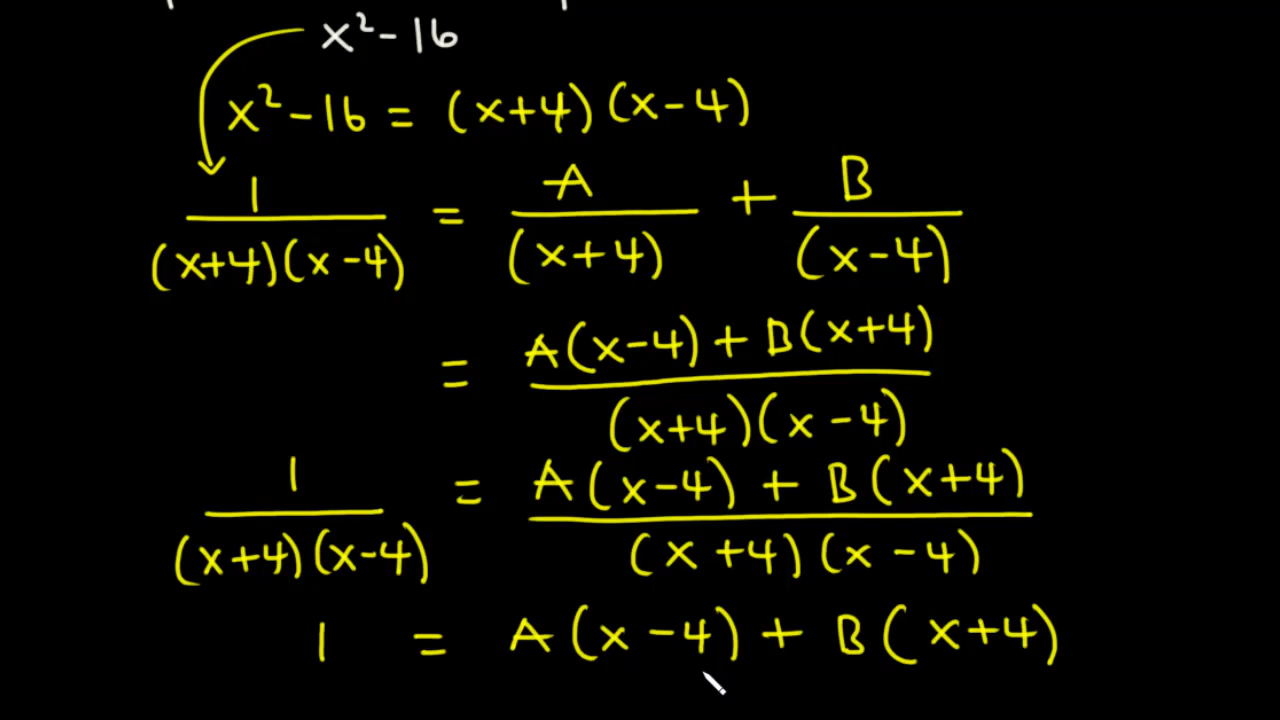 x² - 16
x² - 16 = (x+4)(x-4)
1/((x+4)(x-4)) = A/(x+4) + B/(x-4)
= (A(x-4) + B(x+4))/((x+4)(x-4))
1/((x+4)(x-4)) = (A(x-4) + B(x+4))/((x+4)(x-4))
1 = A(x-4) + B(x+4)